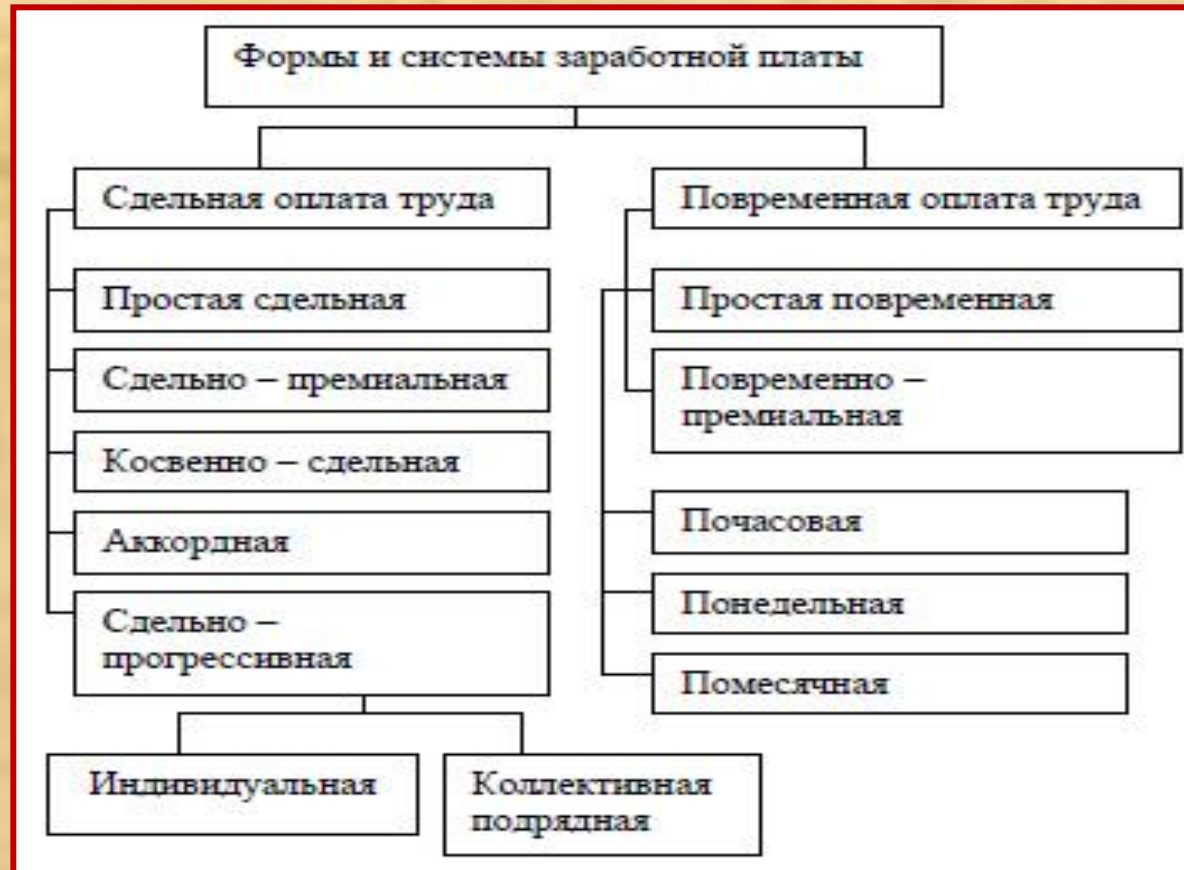 Формы и системы заработной платы
Сдельная оплата труда
Простая сдельная
Сдельно – премиальная
Косвенно – сдельная
Аккордная
Сдельно –
прогрессивная
Индивидуальная
Коллективная
подрядная
Повременная оплата труда
Простая повременная
Повременно –
премиальная
Почасовая
Понедельная
Помесячная